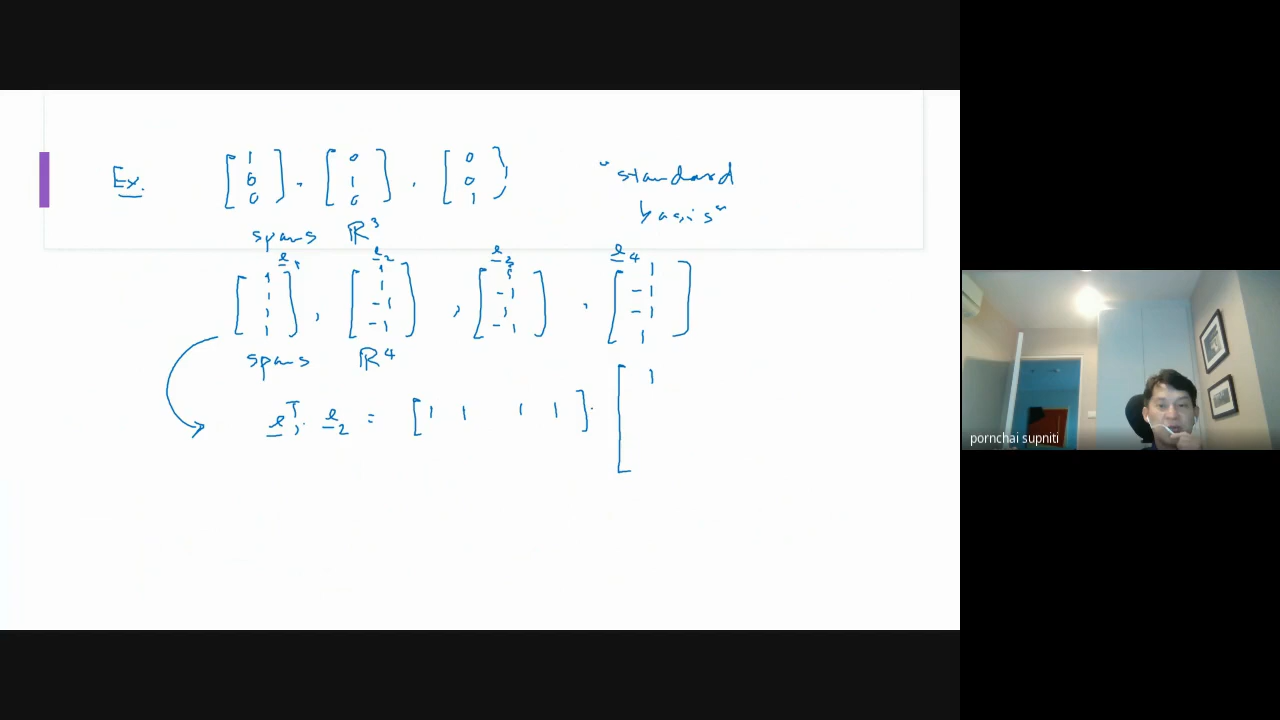 Ex. [1 0 0], [0 1 0], [0 0 1] "standard
basis"
spans ℝ³
e₁ e₂ e₃ e₄
[1 1 1 1], [1 1 -1 -1], [1 -1 1 -1], [1 -1 -1 1]
spans ℝ⁴
e₁ᵀ · e₂ = [1 1 1 1] · [1
pornchai supniti